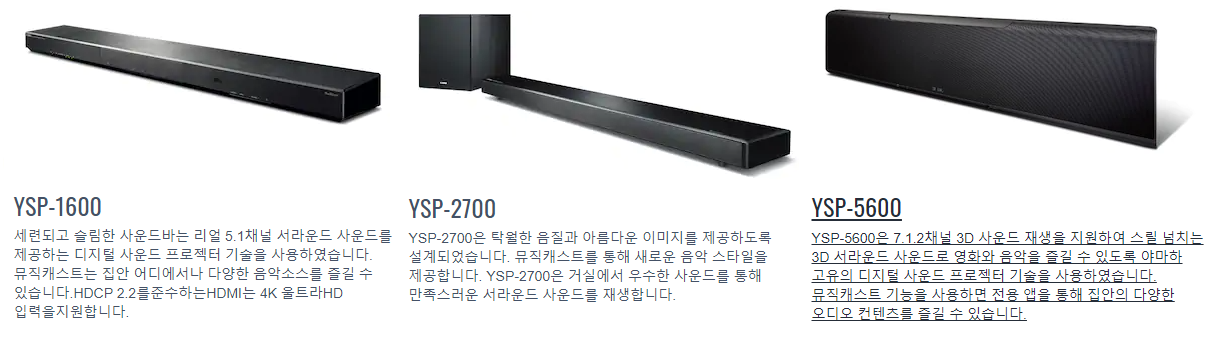 YSP-1600
세련되고 슬림한 사운드바는 리얼 5.1채널 서라운드 사운드를
제공하는 디지털 사운드 프로젝터 기술을 사용하였습니다.
뮤직캐스트는 집안 어디에서나 다양한 음악소스를 즐길 수
있습니다.HDCP 2.2를준수하는HDMI는 4K 울트라HD
입력을지원합니다.
YSP-2700
YSP-2700은 탁월한 음질과 아름다운 이미지를 제공하도록
설계되었습니다. 뮤직캐스트를 통해 새로운 음악 스타일을
제공합니다. YSP-2700은 거실에서 우수한 사운드를 통해
만족스러운 서라운드 사운드를 재생합니다.
YSP-5600
YSP-5600은 7.1.2채널 3D 사운드 재생을 지원하여 스릴 넘치는
3D 서라운드 사운드로 영화와 음악을 즐길 수 있도록 야마하
고유의 디지털 사운드 프로젝터 기술을 사용하였습니다.
뮤직캐스트 기능을 사용하면 전용 앱을 통해 집안의 다양한
오디오 컨텐츠를 즐길 수 있습니다.